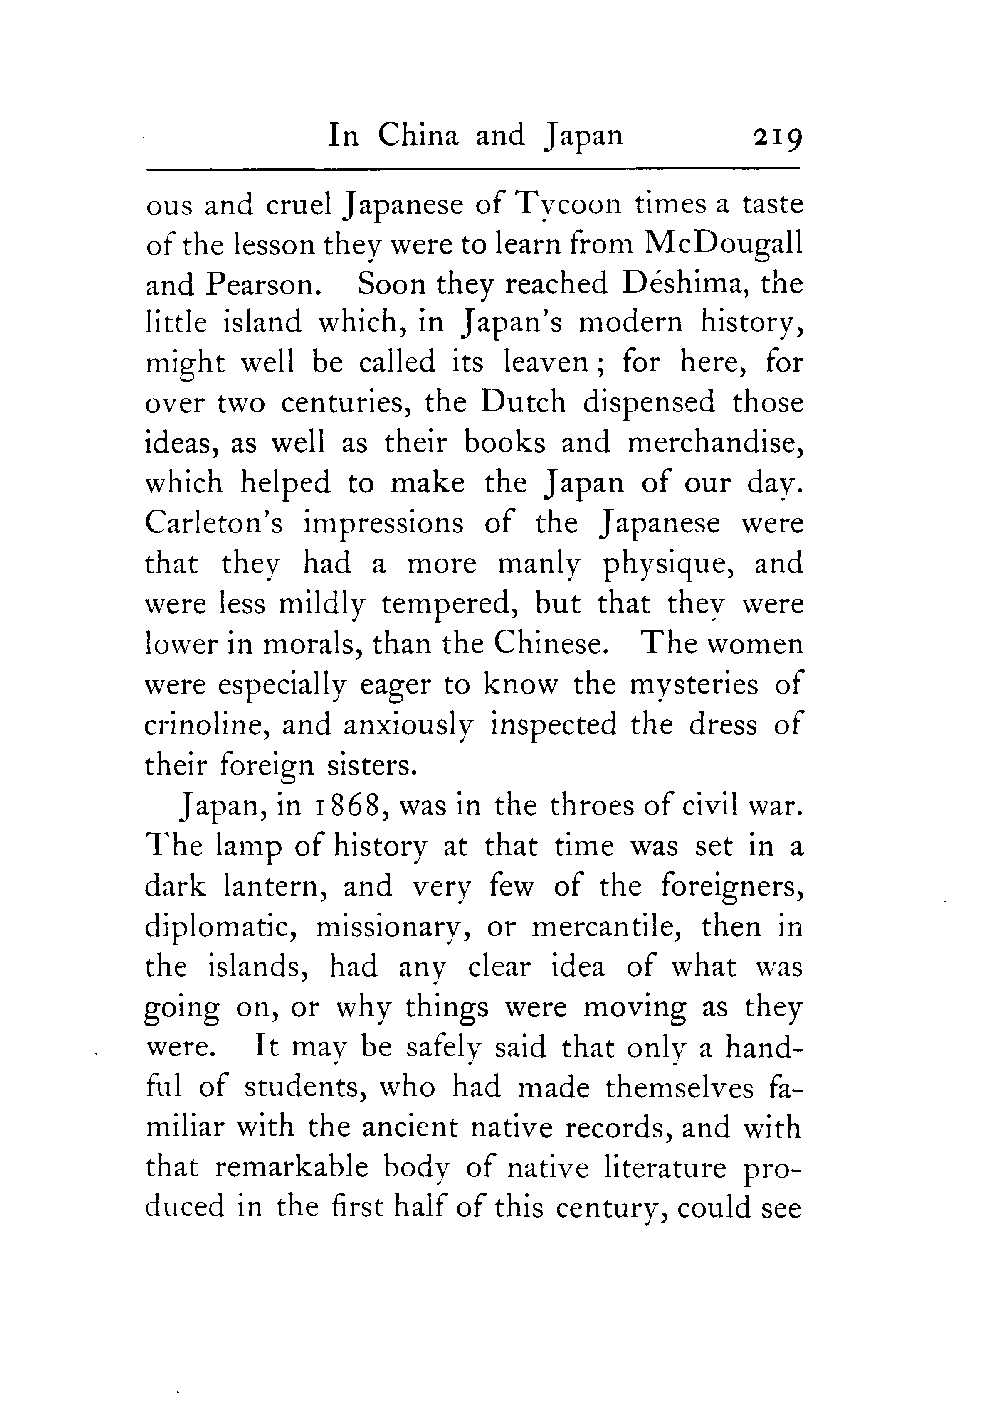 In China and Japan 219
ous and cruel Japanese of Tycoon times a taste
of the lesson they were to learn from McDougall
and Pearson. Soon they reached Déshima, the
little island which, in Japan's modern history,
might well be called its leaven; for here, for
over two centuries, the Dutch dispensed those
ideas, as well as their books and merchandise,
which helped to make the Japan of our day.
Carleton's impressions of the Japanese were
that they had a more manly physique, and
were less mildly tempered, but that they were
lower in morals, than the Chinese. The women
were especially eager to know the mysteries of
crinoline, and anxiously inspected the dress of
their foreign sisters.
Japan, in 1868, was in the throes of civil war.
The lamp of history at that time was set in a
dark lantern, and very few of the foreigners,
diplomatic, missionary, or mercantile, then in
the islands, had any clear idea of what was
going on, or why things were moving as they
were. It may be safely said that only a hand-
ful of students, who had made themselves fa-
miliar with the ancient native records, and with
that remarkable body of native literature pro-
duced in the first half of this century, could see